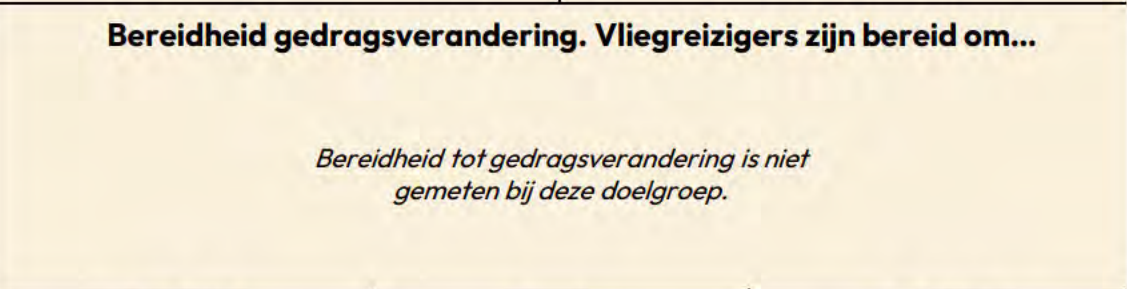 Bereidheid gedragsverandering. Vliegreizigers zijn bereid om...
Bereidheid tot gedragsverandering is niet
gemeten bij deze doelgroep.